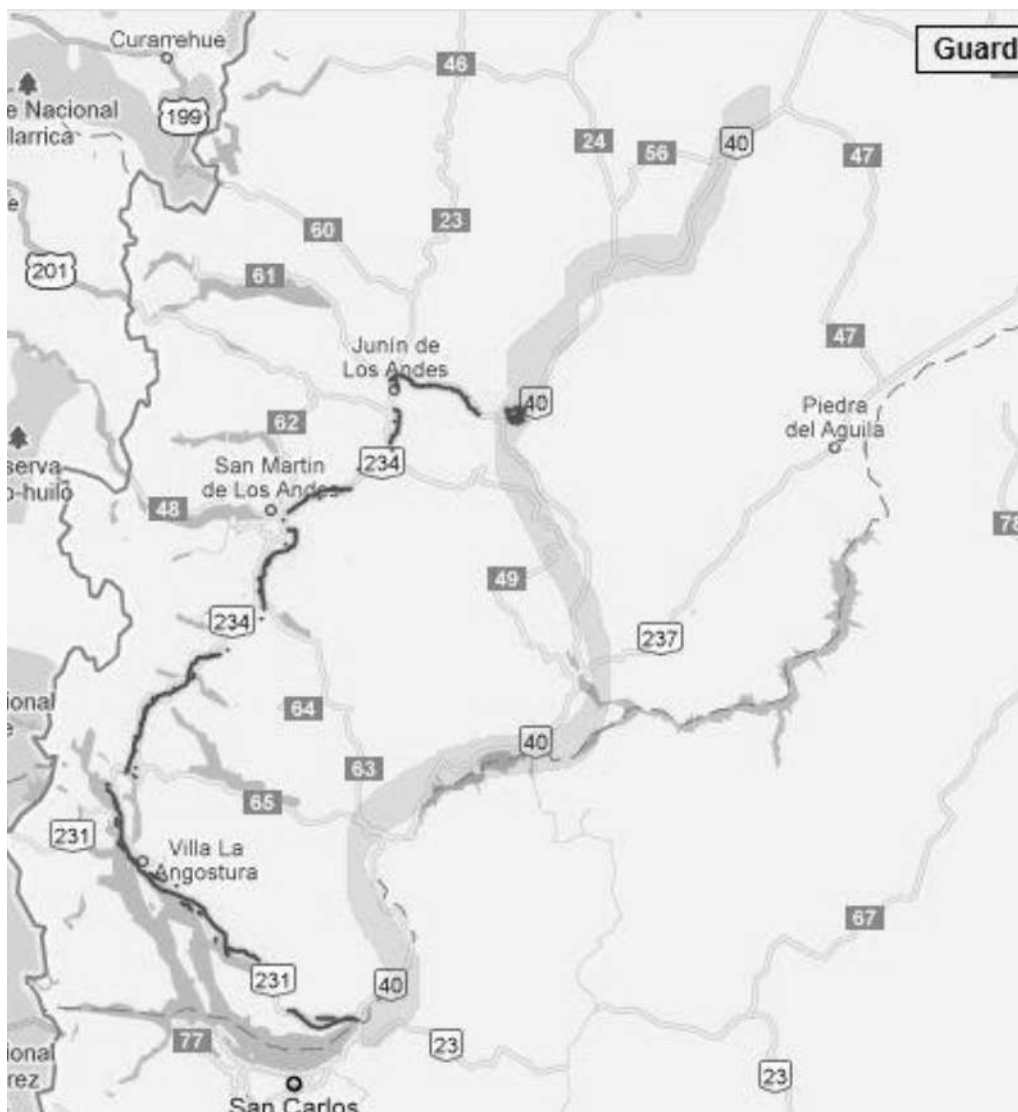 Curarrehue
Guard
46
e Nacional
llarrica
199
40
24
56
47
23
60
201
61
47
Junín de
Los Andes
40
Piedra
del Aguila
62
234
serva
o-huilo
San Martin
de Los Andes
48
78
49
234
237
ional
64
40
63
65
231
Villa La
Angostura
67
231
40
77
23
ional
rez
23
San Carlos